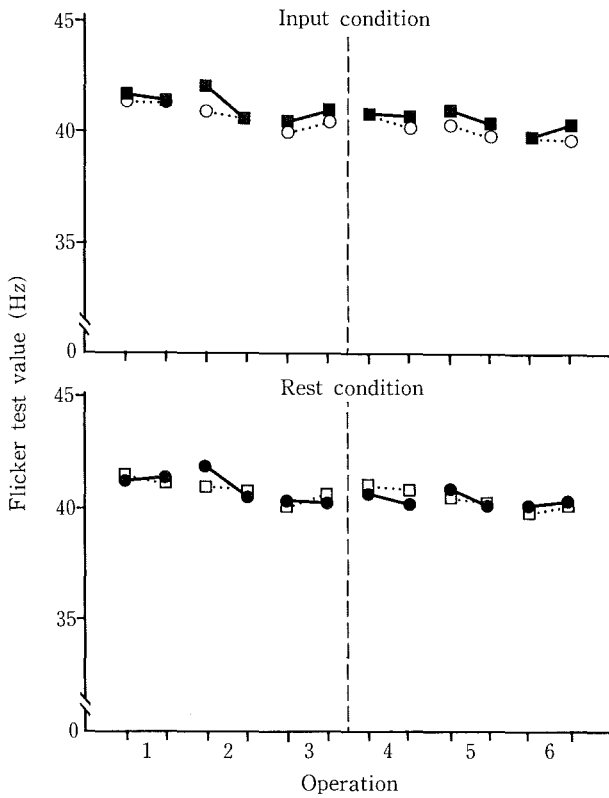 Input condition
45
40
35
0
Flicker test value (Hz)
Rest condition
45
40
35
0
1 2 3 4 5 6
Operation